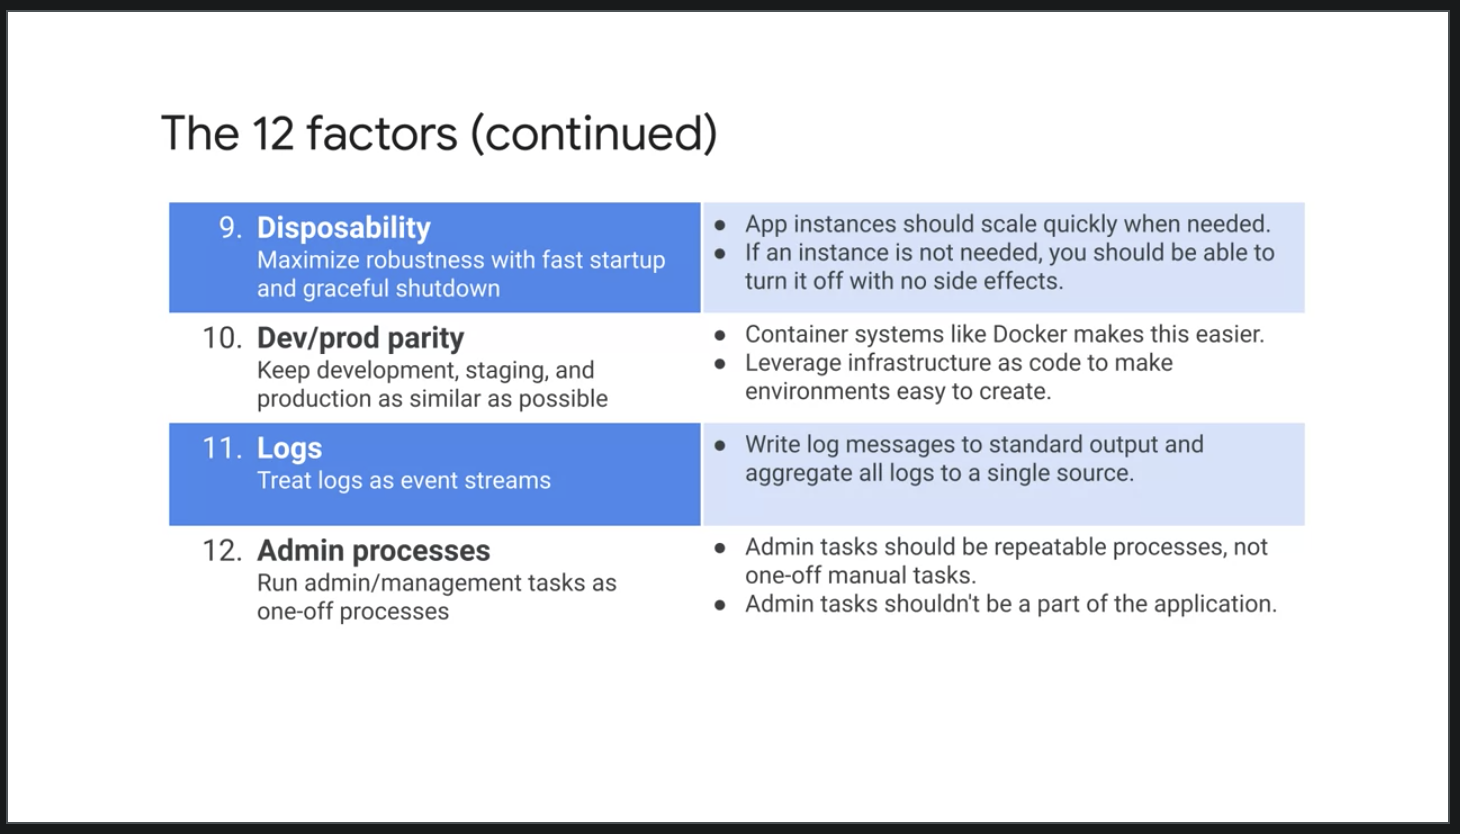 The 12 factors (continued)
9. Disposability
Maximize robustness with fast startup
and graceful shutdown
● App instances should scale quickly when needed.
● If an instance is not needed, you should be able to
turn it off with no side effects.
10. Dev/prod parity
Keep development, staging, and
production as similar as possible
● Container systems like Docker makes this easier.
● Leverage infrastructure as code to make
environments easy to create.
11. Logs
Treat logs as event streams
● Write log messages to standard output and
aggregate all logs to a single source.
12. Admin processes
Run admin/management tasks as
one-off processes
● Admin tasks should be repeatable processes, not
one-off manual tasks.
● Admin tasks shouldn't be a part of the application.